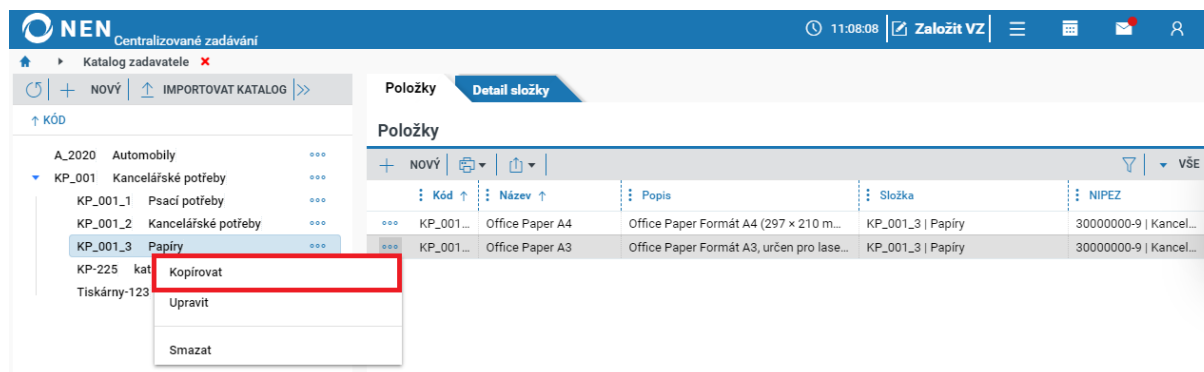 NEN Centralizované zadávání 11:08:08 Založit VZ
Katalog zadavatele
NOVÝ IMPORTOVAT KATALOG
↑ KÓD
A_2020 Automobily
KP_001 Kancelářské potřeby
KP_001_1 Psací potřeby
KP_001_2 Kancelářské potřeby
KP_001_3 Papíry
KP-225 kat
Tiskárny-123
Kopírovat
Upravit
Smazat
Položky Detail složky
Položky
NOVÝ VŠE
Kód ↑ Název ↑ Popis Složka NIPEZ
KP_001... Office Paper A4 Office Paper Formát A4 (297 × 210 m... KP_001_3 | Papíry 30000000-9 | Kancel...
KP_001... Office Paper A3 Office Paper Formát A3, určen pro lase... KP_001_3 | Papíry 30000000-9 | Kancel...